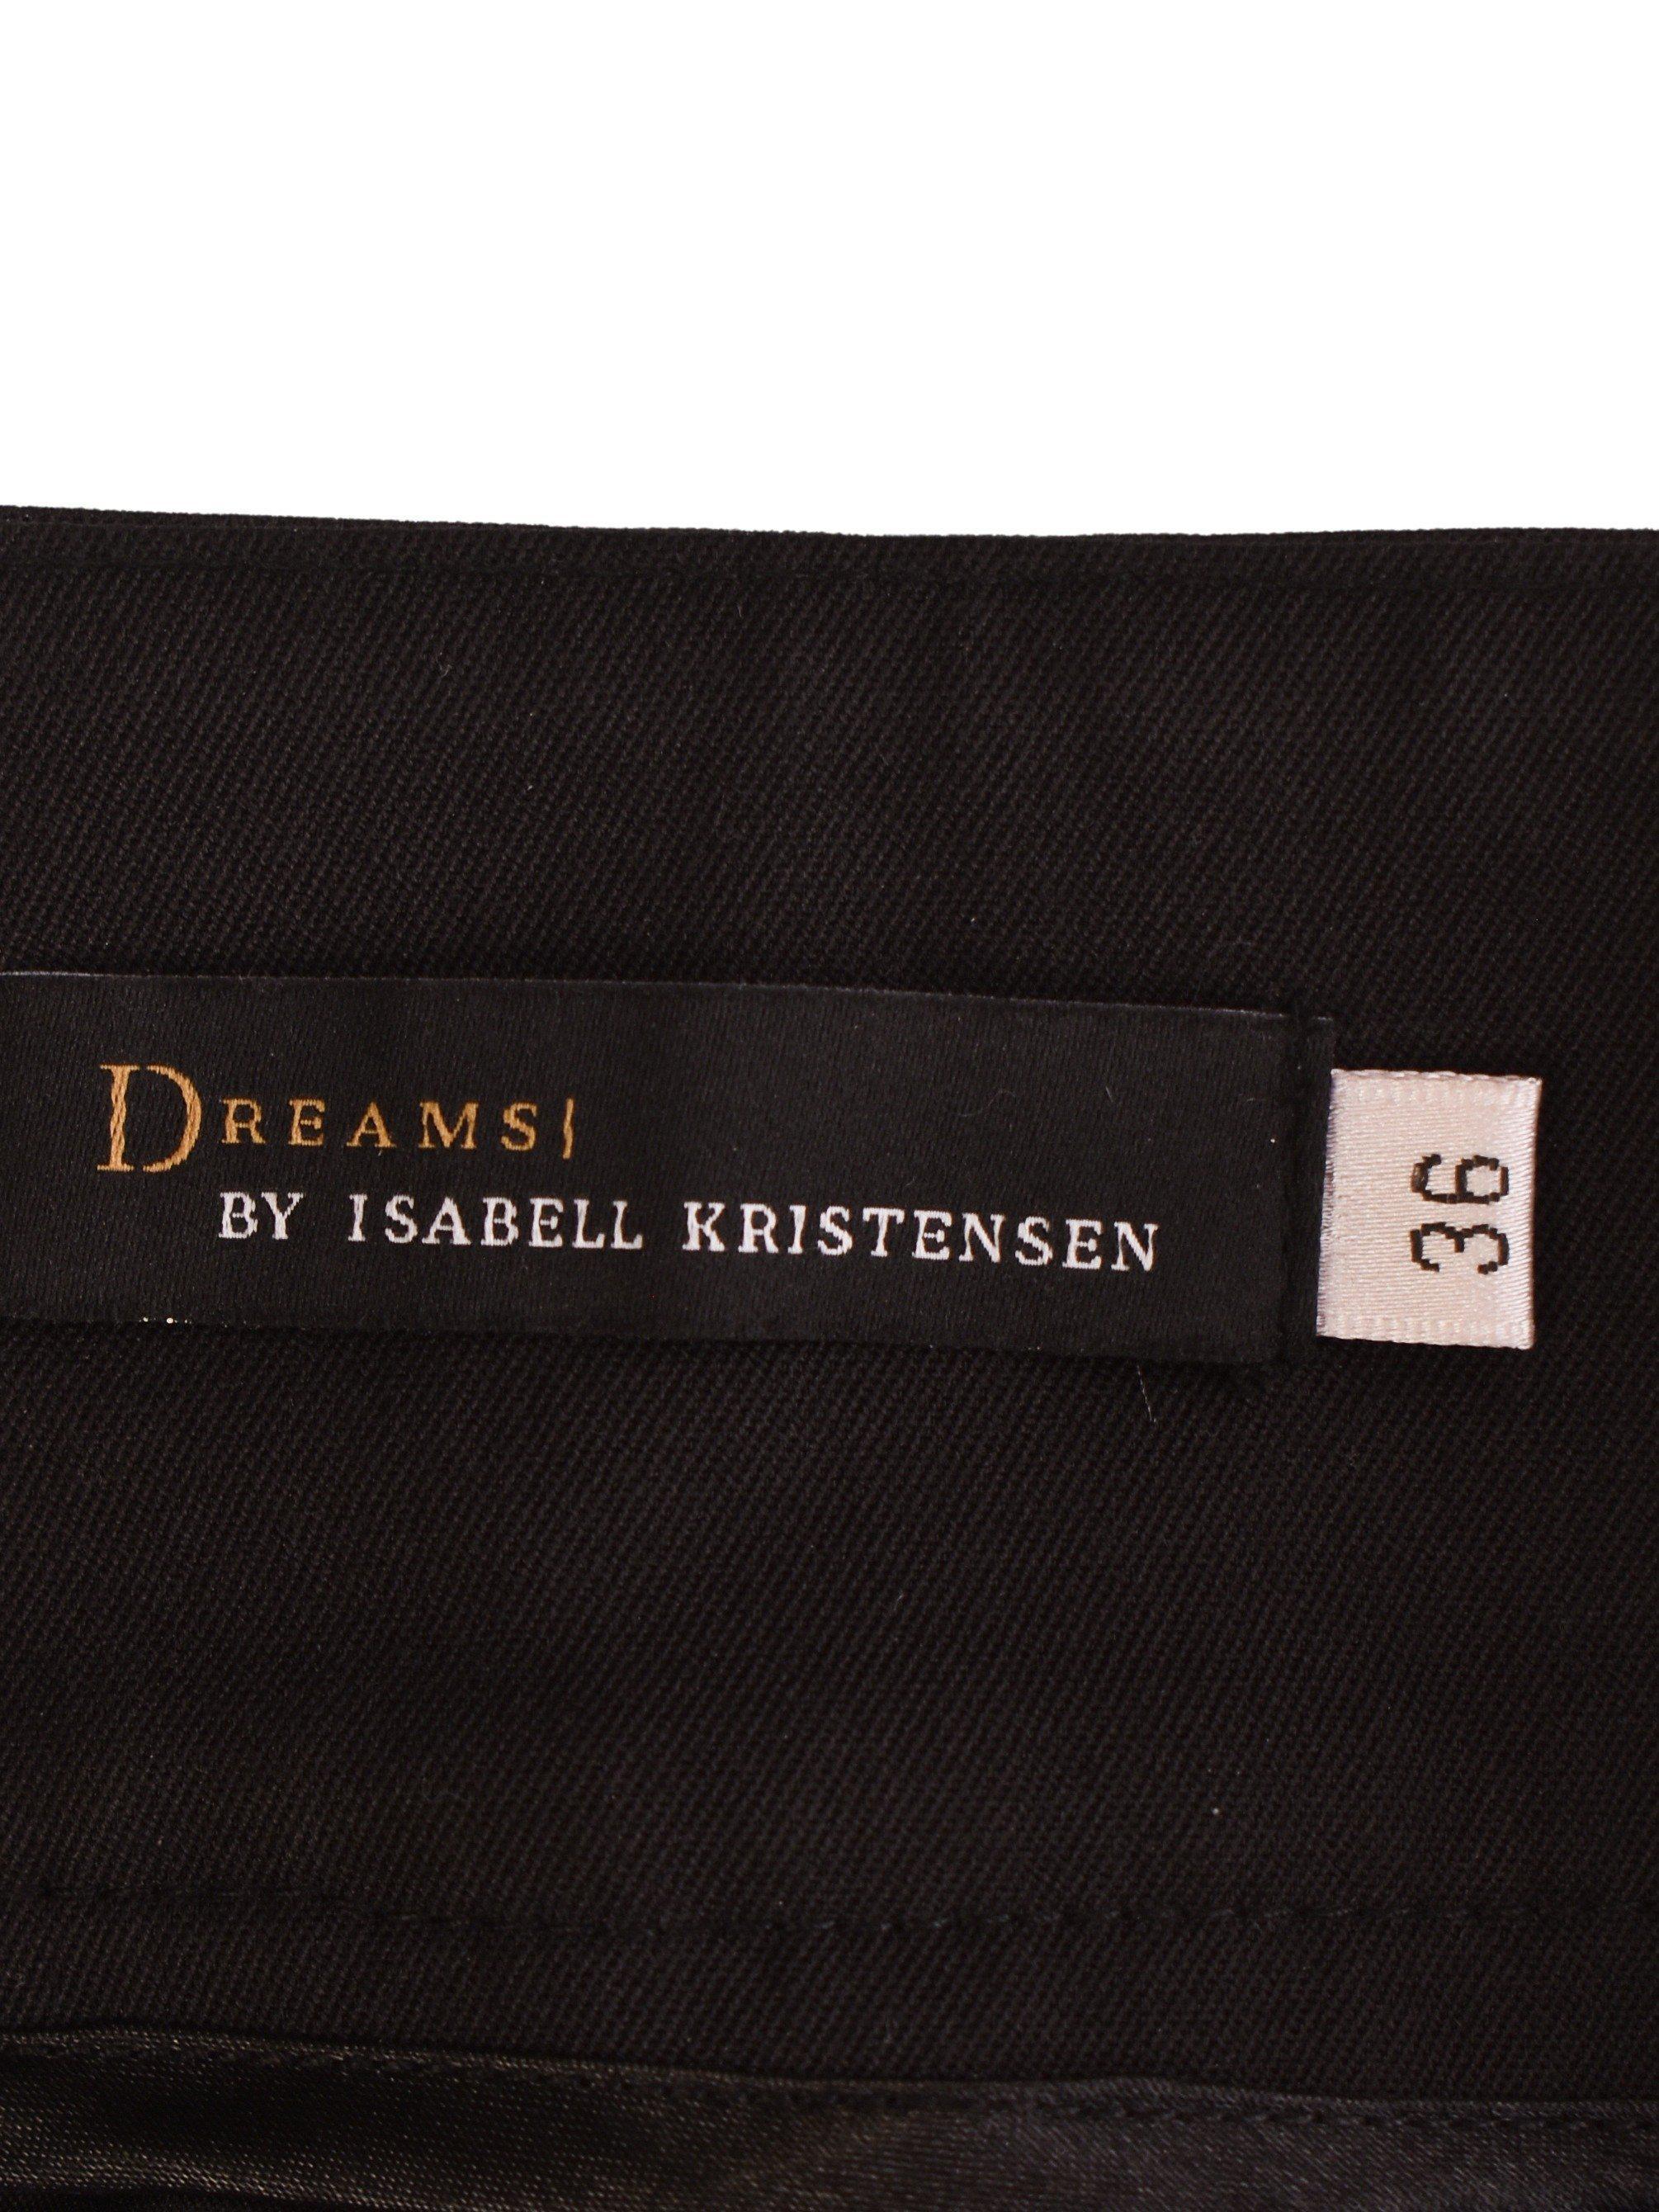 DREAMS|
BY ISABELL KRISTENSEN
36